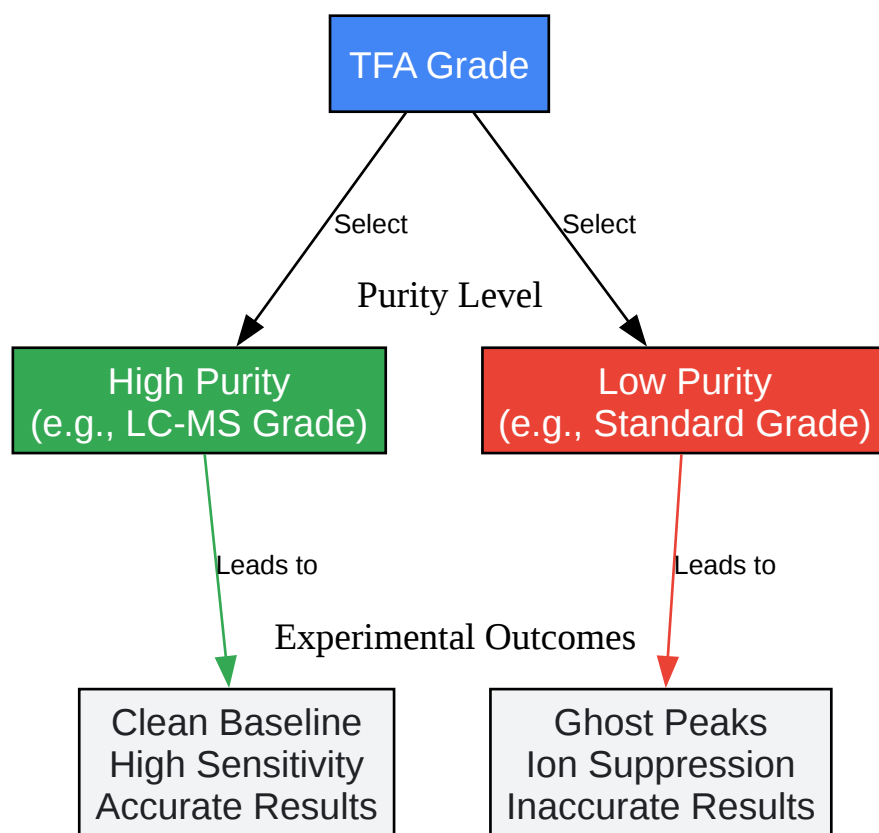 TFA Grade
Select
Select
Purity Level
High Purity
(e.g., LC-MS Grade)
Low Purity
(e.g., Standard Grade)
Leads to
Leads to
Experimental Outcomes
Clean Baseline
High Sensitivity
Accurate Results
Ghost Peaks
Ion Suppression
Inaccurate Results